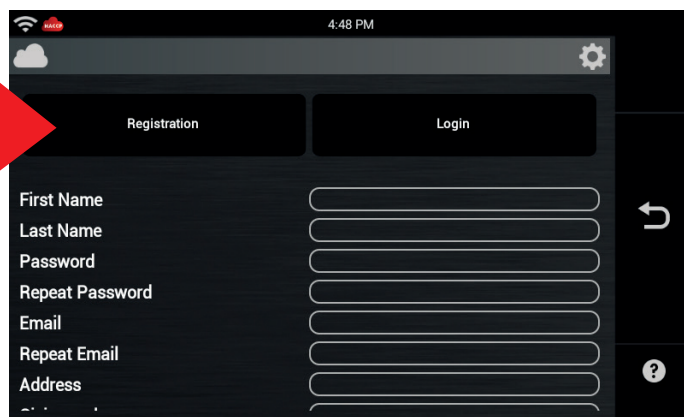 HACCP
4:48 PM
Registration
Login
First Name
Last Name
Password
Repeat Password
Email
Repeat Email
Address